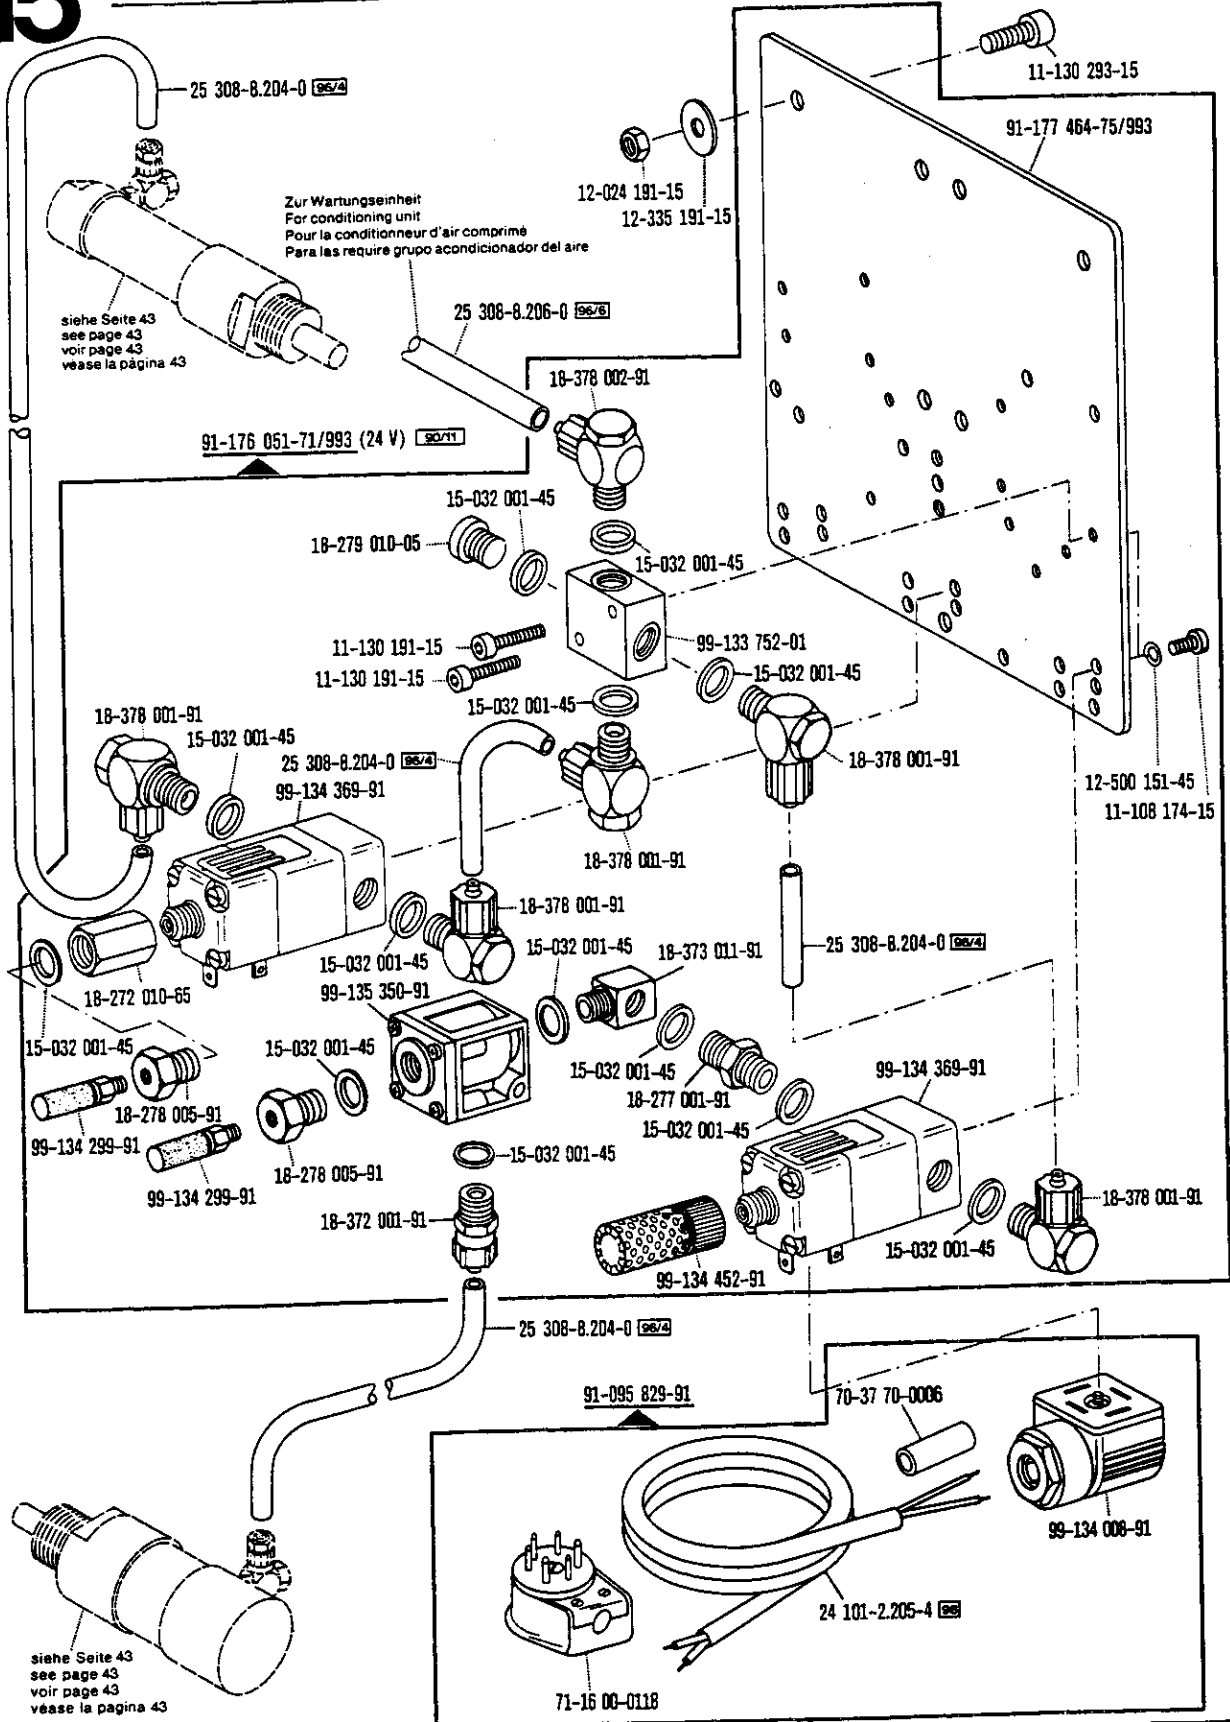 15
25 308-8.204-0 96/4
11-130 293-15
91-177 464-75/993
12-024 191-15
12-335 191-15
Zur Wartungseinheit
For conditioning unit
Pour la conditionneur d'air comprimé
Para las require grupo acondicionador del aire
25 308-8.206-0 96/6
siehe Seite 43
see page 43
voir page 43
véase la página 43
18-378 002-91
91-176 051-71/993 (24 V) 90/11
15-032 001-45
18-279 010-05
15-032 001-45
11-130 191-15
99-133 752-01
11-130 191-15
15-032 001-45
15-032 001-45
18-378 001-91
15-032 001-45
25 308-8.204-0 96/4
18-378 001-91
99-134 369-91
12-500 151-45
11-108 174-15
18-378 001-91
18-378 001-91
15-032 001-45
18-373 011-91
25 308-8.204-0 96/4
15-032 001-45
99-135 350-91
18-272 010-65
15-032 001-45
15-032 001-45
15-032 001-45
99-134 369-91
18-277 001-91
18-278 005-91
15-032 001-45
99-134 299-91
15-032 001-45
18-278 005-91
99-134 299-91
18-378 001-91
18-372 001-91
15-032 001-45
99-134 452-91
25 308-8.204-0 96/4
91-095 829-91
70-37 70-0006
99-134 008-91
24 101-2.205-4 96
siehe Seite 43
see page 43
voir page 43
véase la pagina 43
71-16 00-0118